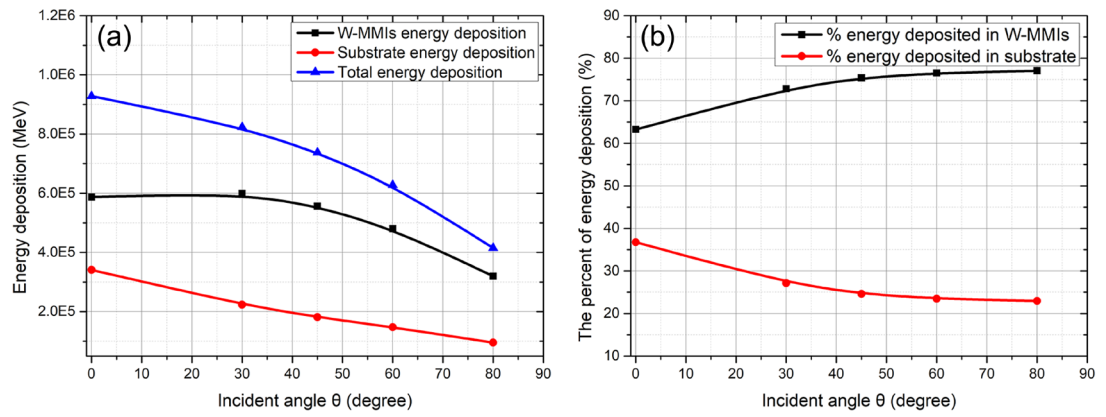 (a)
W-MMIs energy deposition
Substrate energy deposition
Total energy deposition
1.2E6
1.0E6
8.0E5
6.0E5
4.0E5
2.0E5
Energy deposition (MeV)
0 10 20 30 40 50 60 70 80 90
Incident angle θ (degree)
(b)
% energy deposited in W-MMIs
% energy deposited in substrate
90
80
70
60
50
40
30
20
10
The percent of energy deposition (%)
0 10 20 30 40 50 60 70 80 90
Incident angle θ (degree)